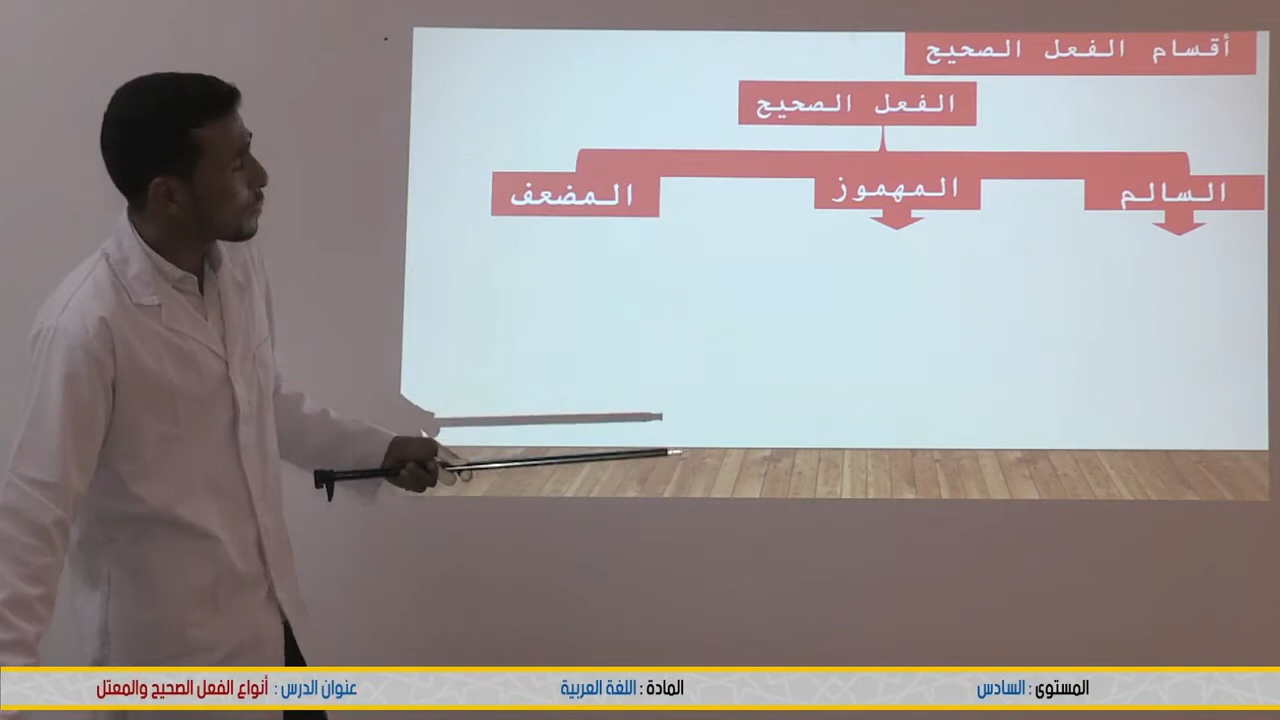 أقسام الفعل الصحيح
الفعل الصحيح
السالم
المهموز
المضعف
المستوى : السادس
المادة : اللغة العربية
عنوان الدرس : أنواع الفعل الصحيح والمعتل